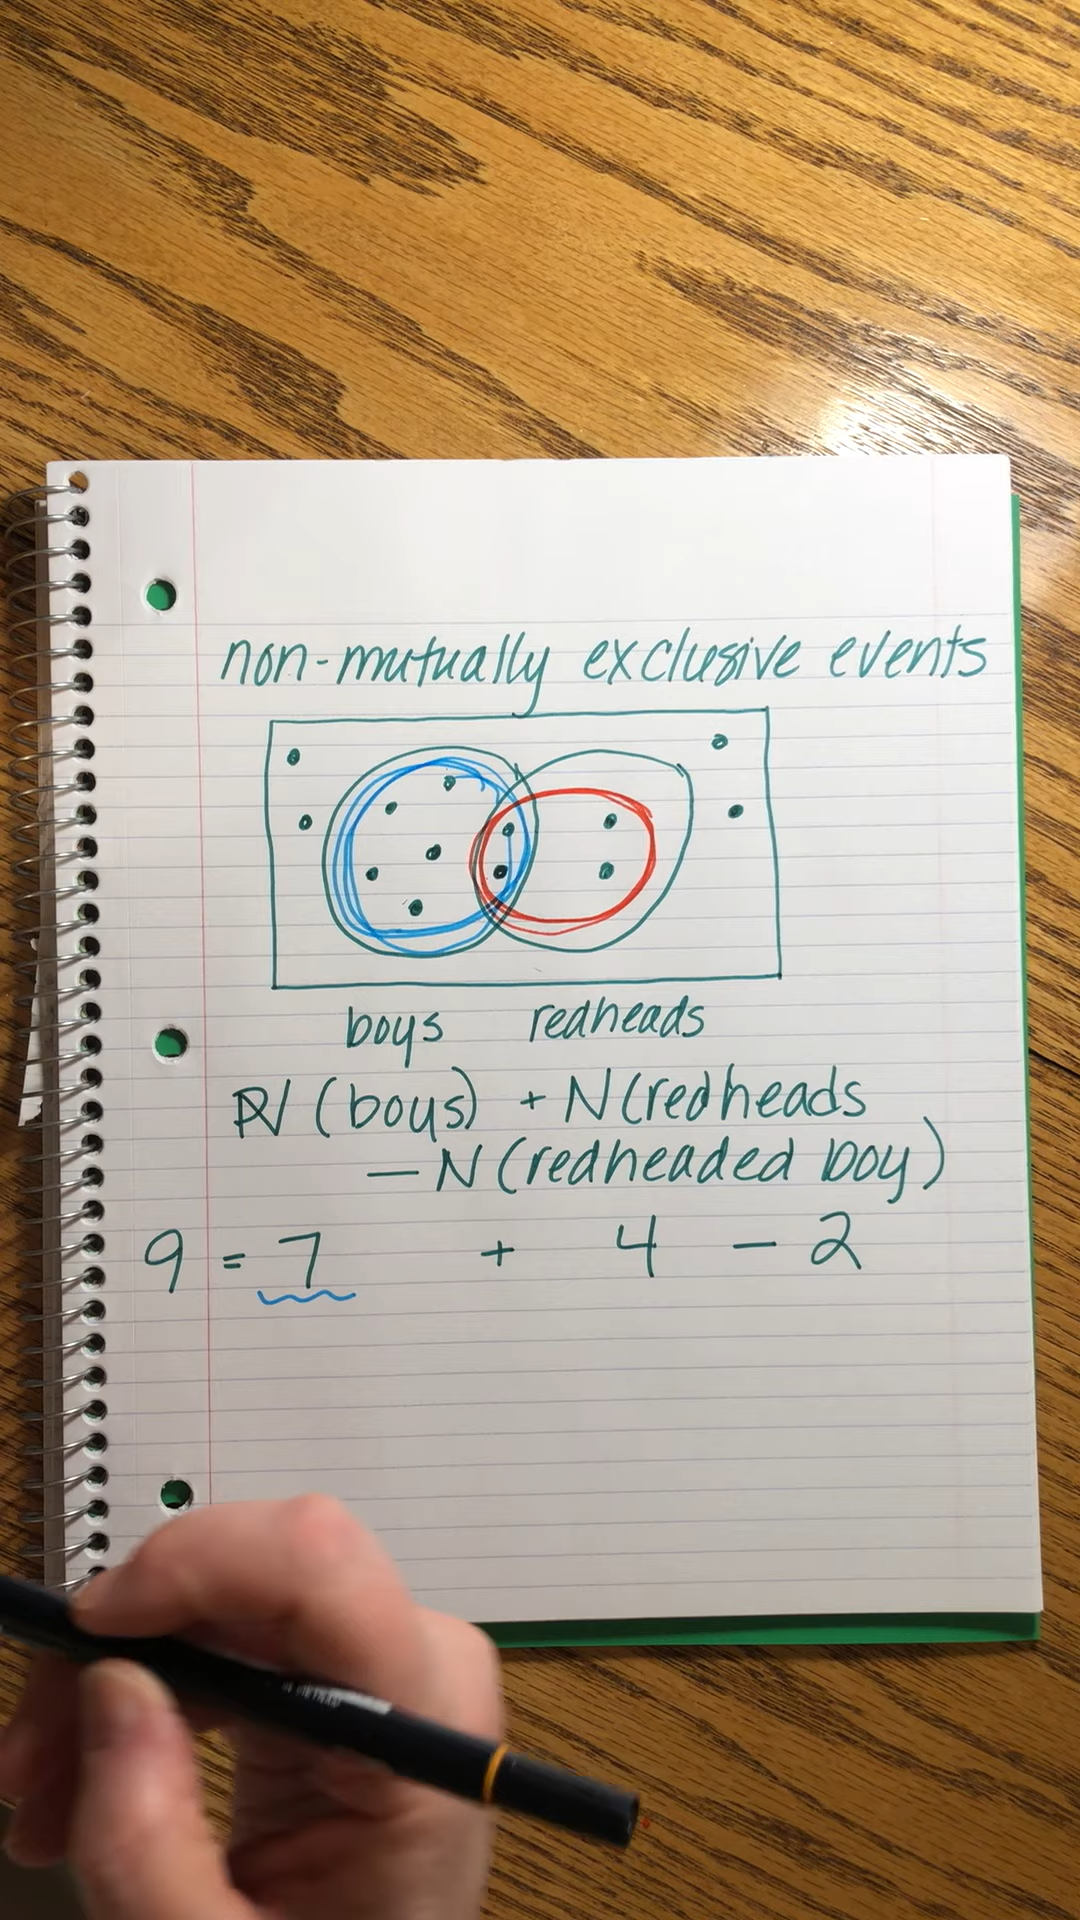 non-mutually exclusive events
boys redheads
N (boys) + N(redheads
— N (redheaded boy)
9 = 7 + 4 - 2